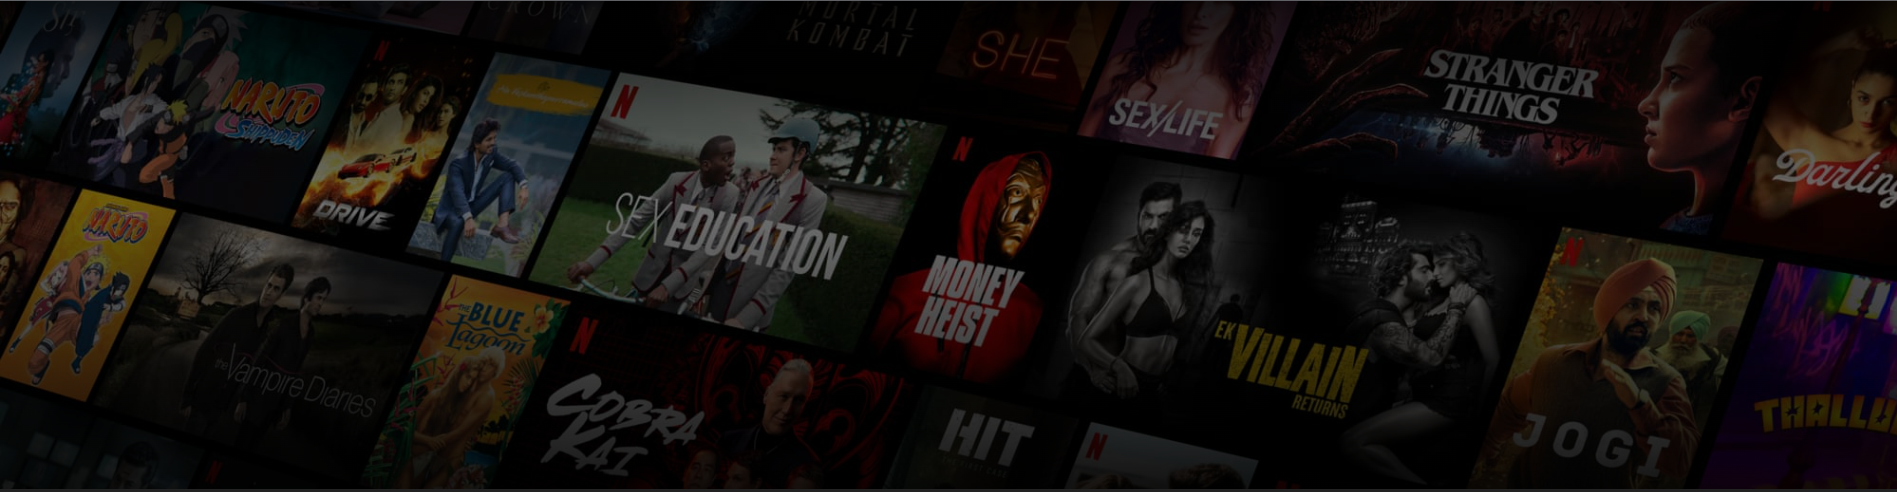 CROWN
MORTAL
KOMBAT
SHE
SEX/LIFE
STRANGER
THINGS
Darling
NARUTO
SHIPPUDEN
N
DRIVE
N
SEX EDUCATION
N
MONEY
HEIST
EK
VILLAIN
RETURNS
N
JOGI
THALLU
NARUTO
the Vampire Diaries
THE BLUE
Lagoon
N
COBRA
KAI
HIT
N